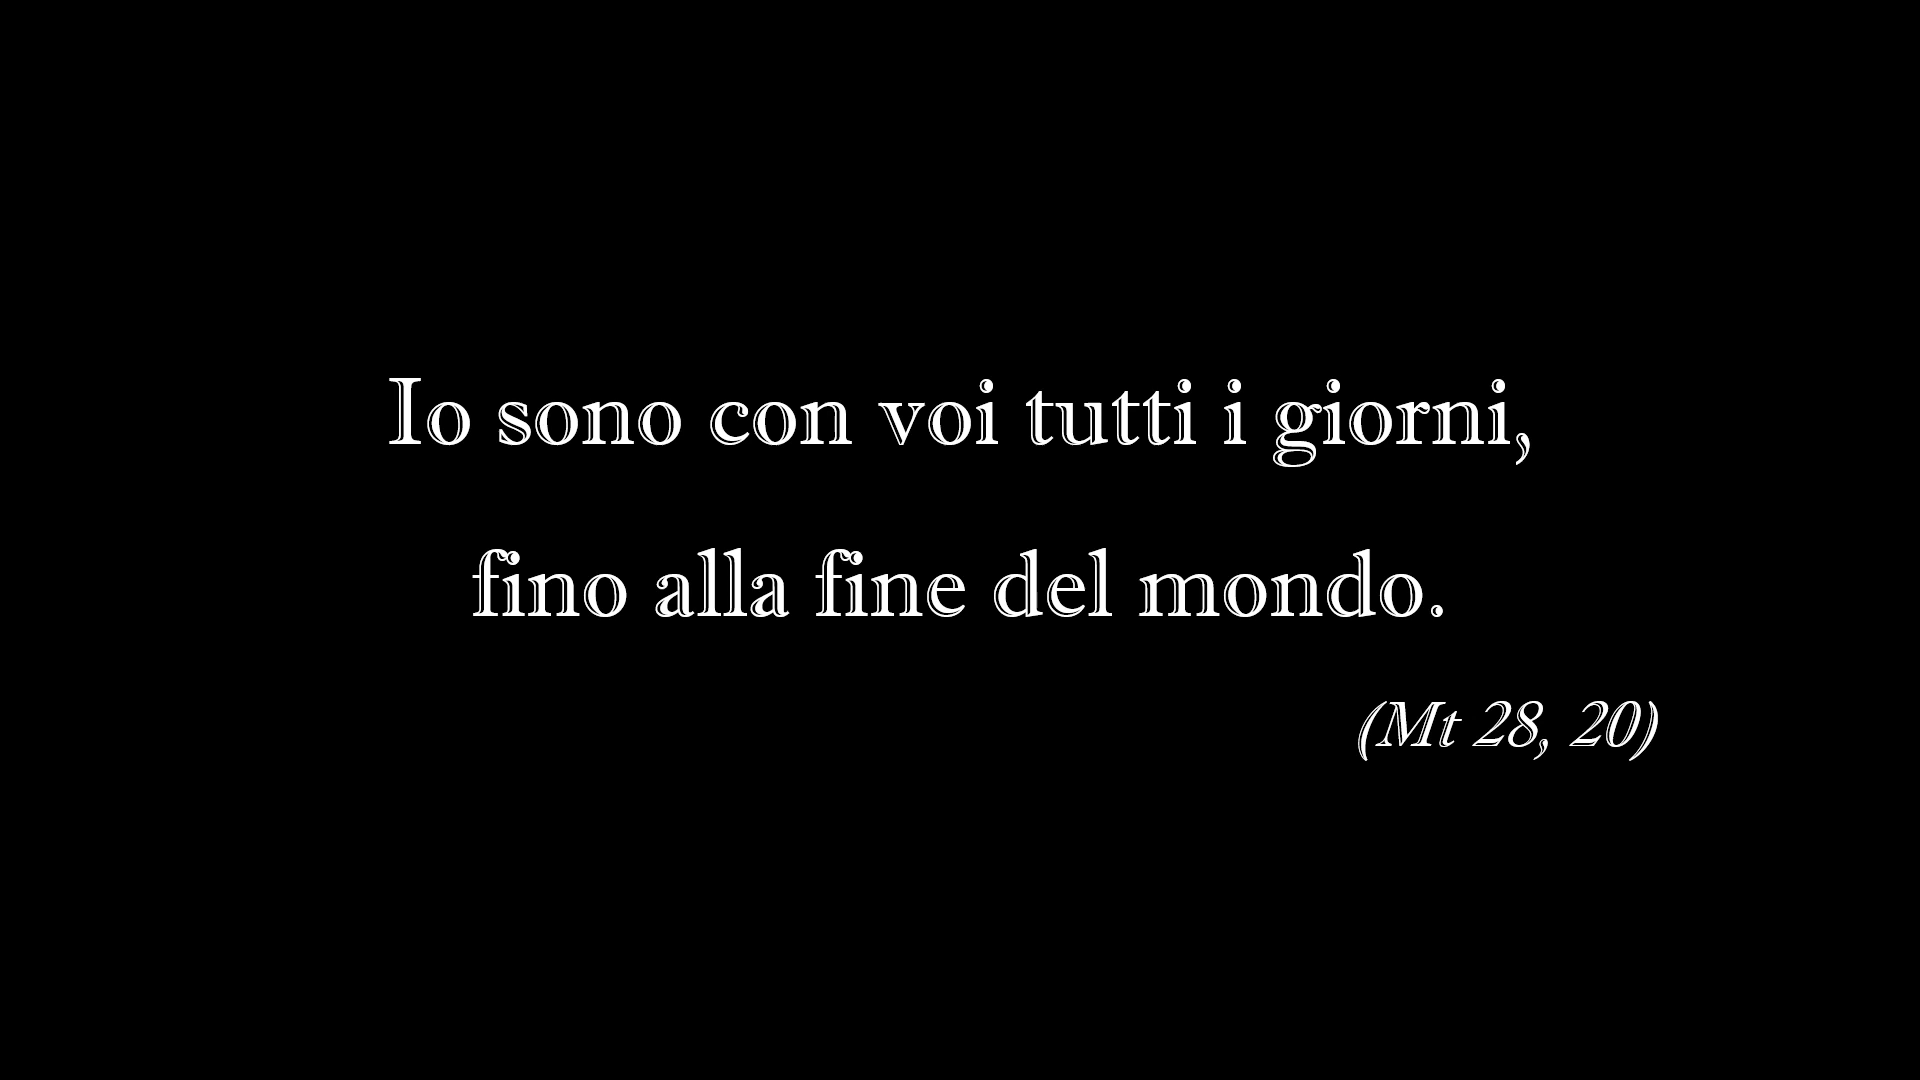 Io sono con voi tutti i giorni,
fino alla fine del mondo.
(Mt 28, 20)